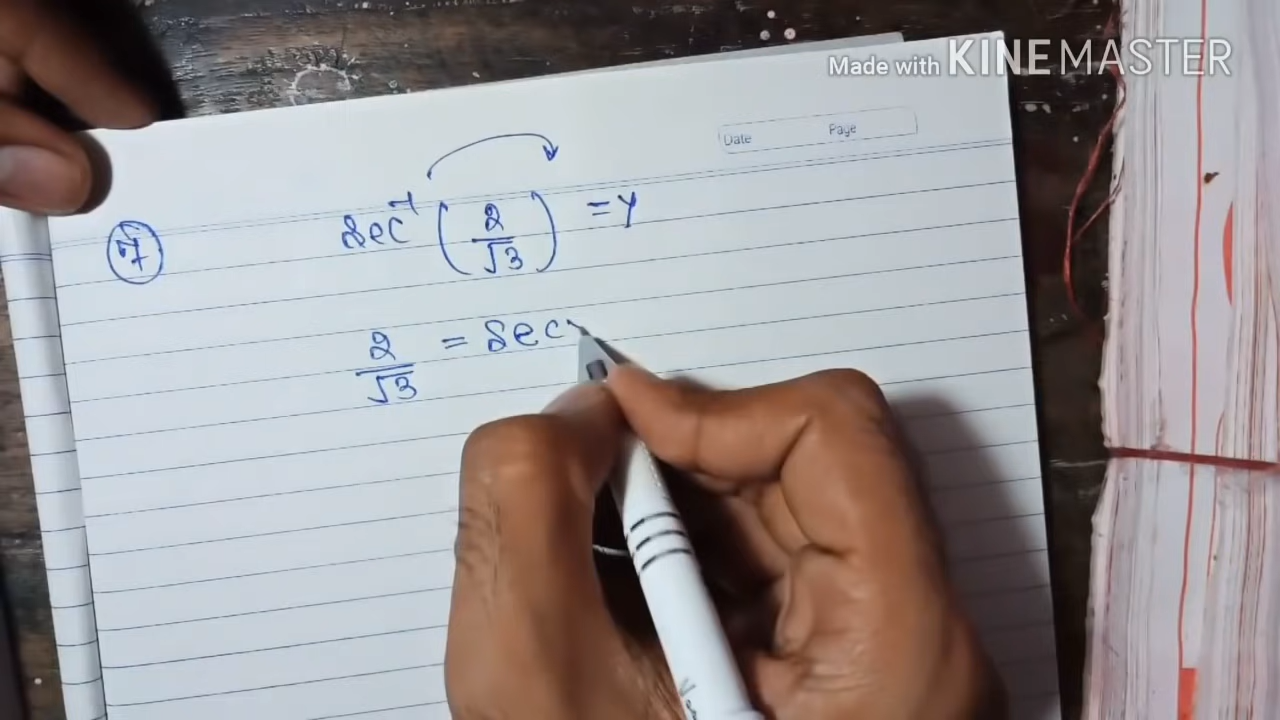 Made with KINEMASTER
Date Page
7 sec⁻¹ (2/√3) = y
2/√3 = sec y